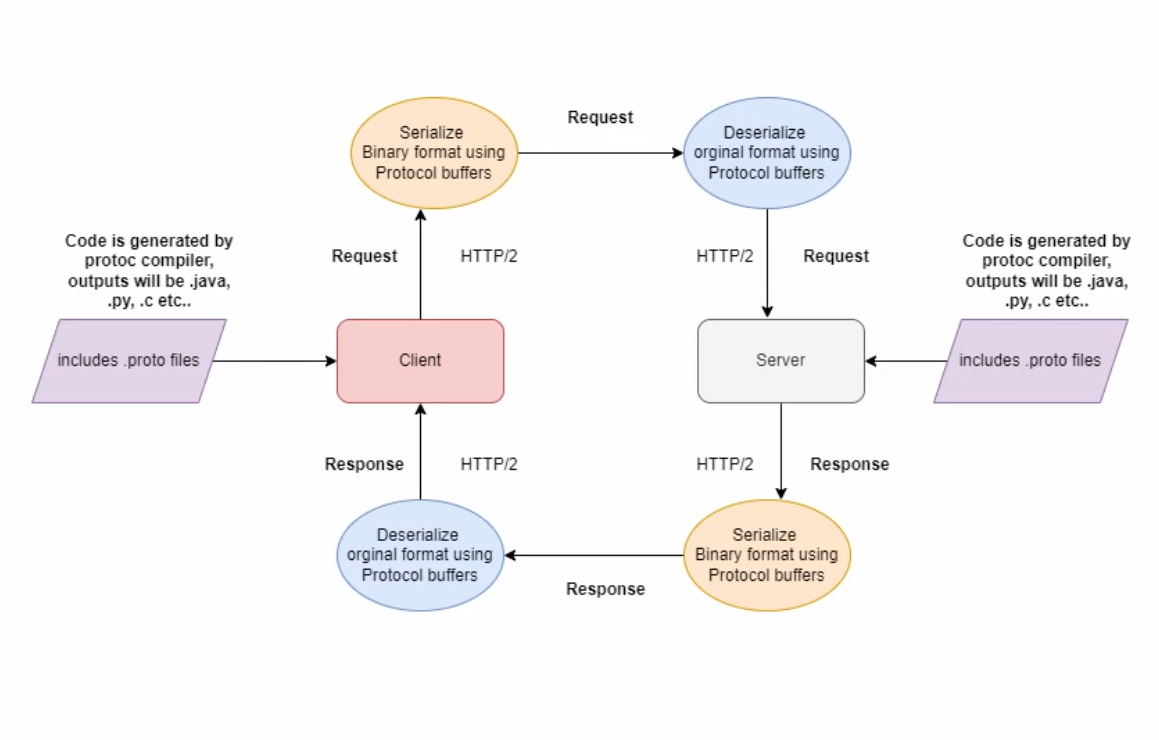 Request
Serialize
Binary format using
Protocol buffers
Deserialize
orginal format using
Protocol buffers
Code is generated by
protoc compiler,
outputs will be .java,
.py, .c etc..
Request
HTTP/2
HTTP/2
Request
Code is generated by
protoc compiler,
outputs will be .java,
.py, .c etc..
includes .proto files
Client
Server
includes .proto files
Response
HTTP/2
HTTP/2
Response
Deserialize
orginal format using
Protocol buffers
Serialize
Binary format using
Protocol buffers
Response